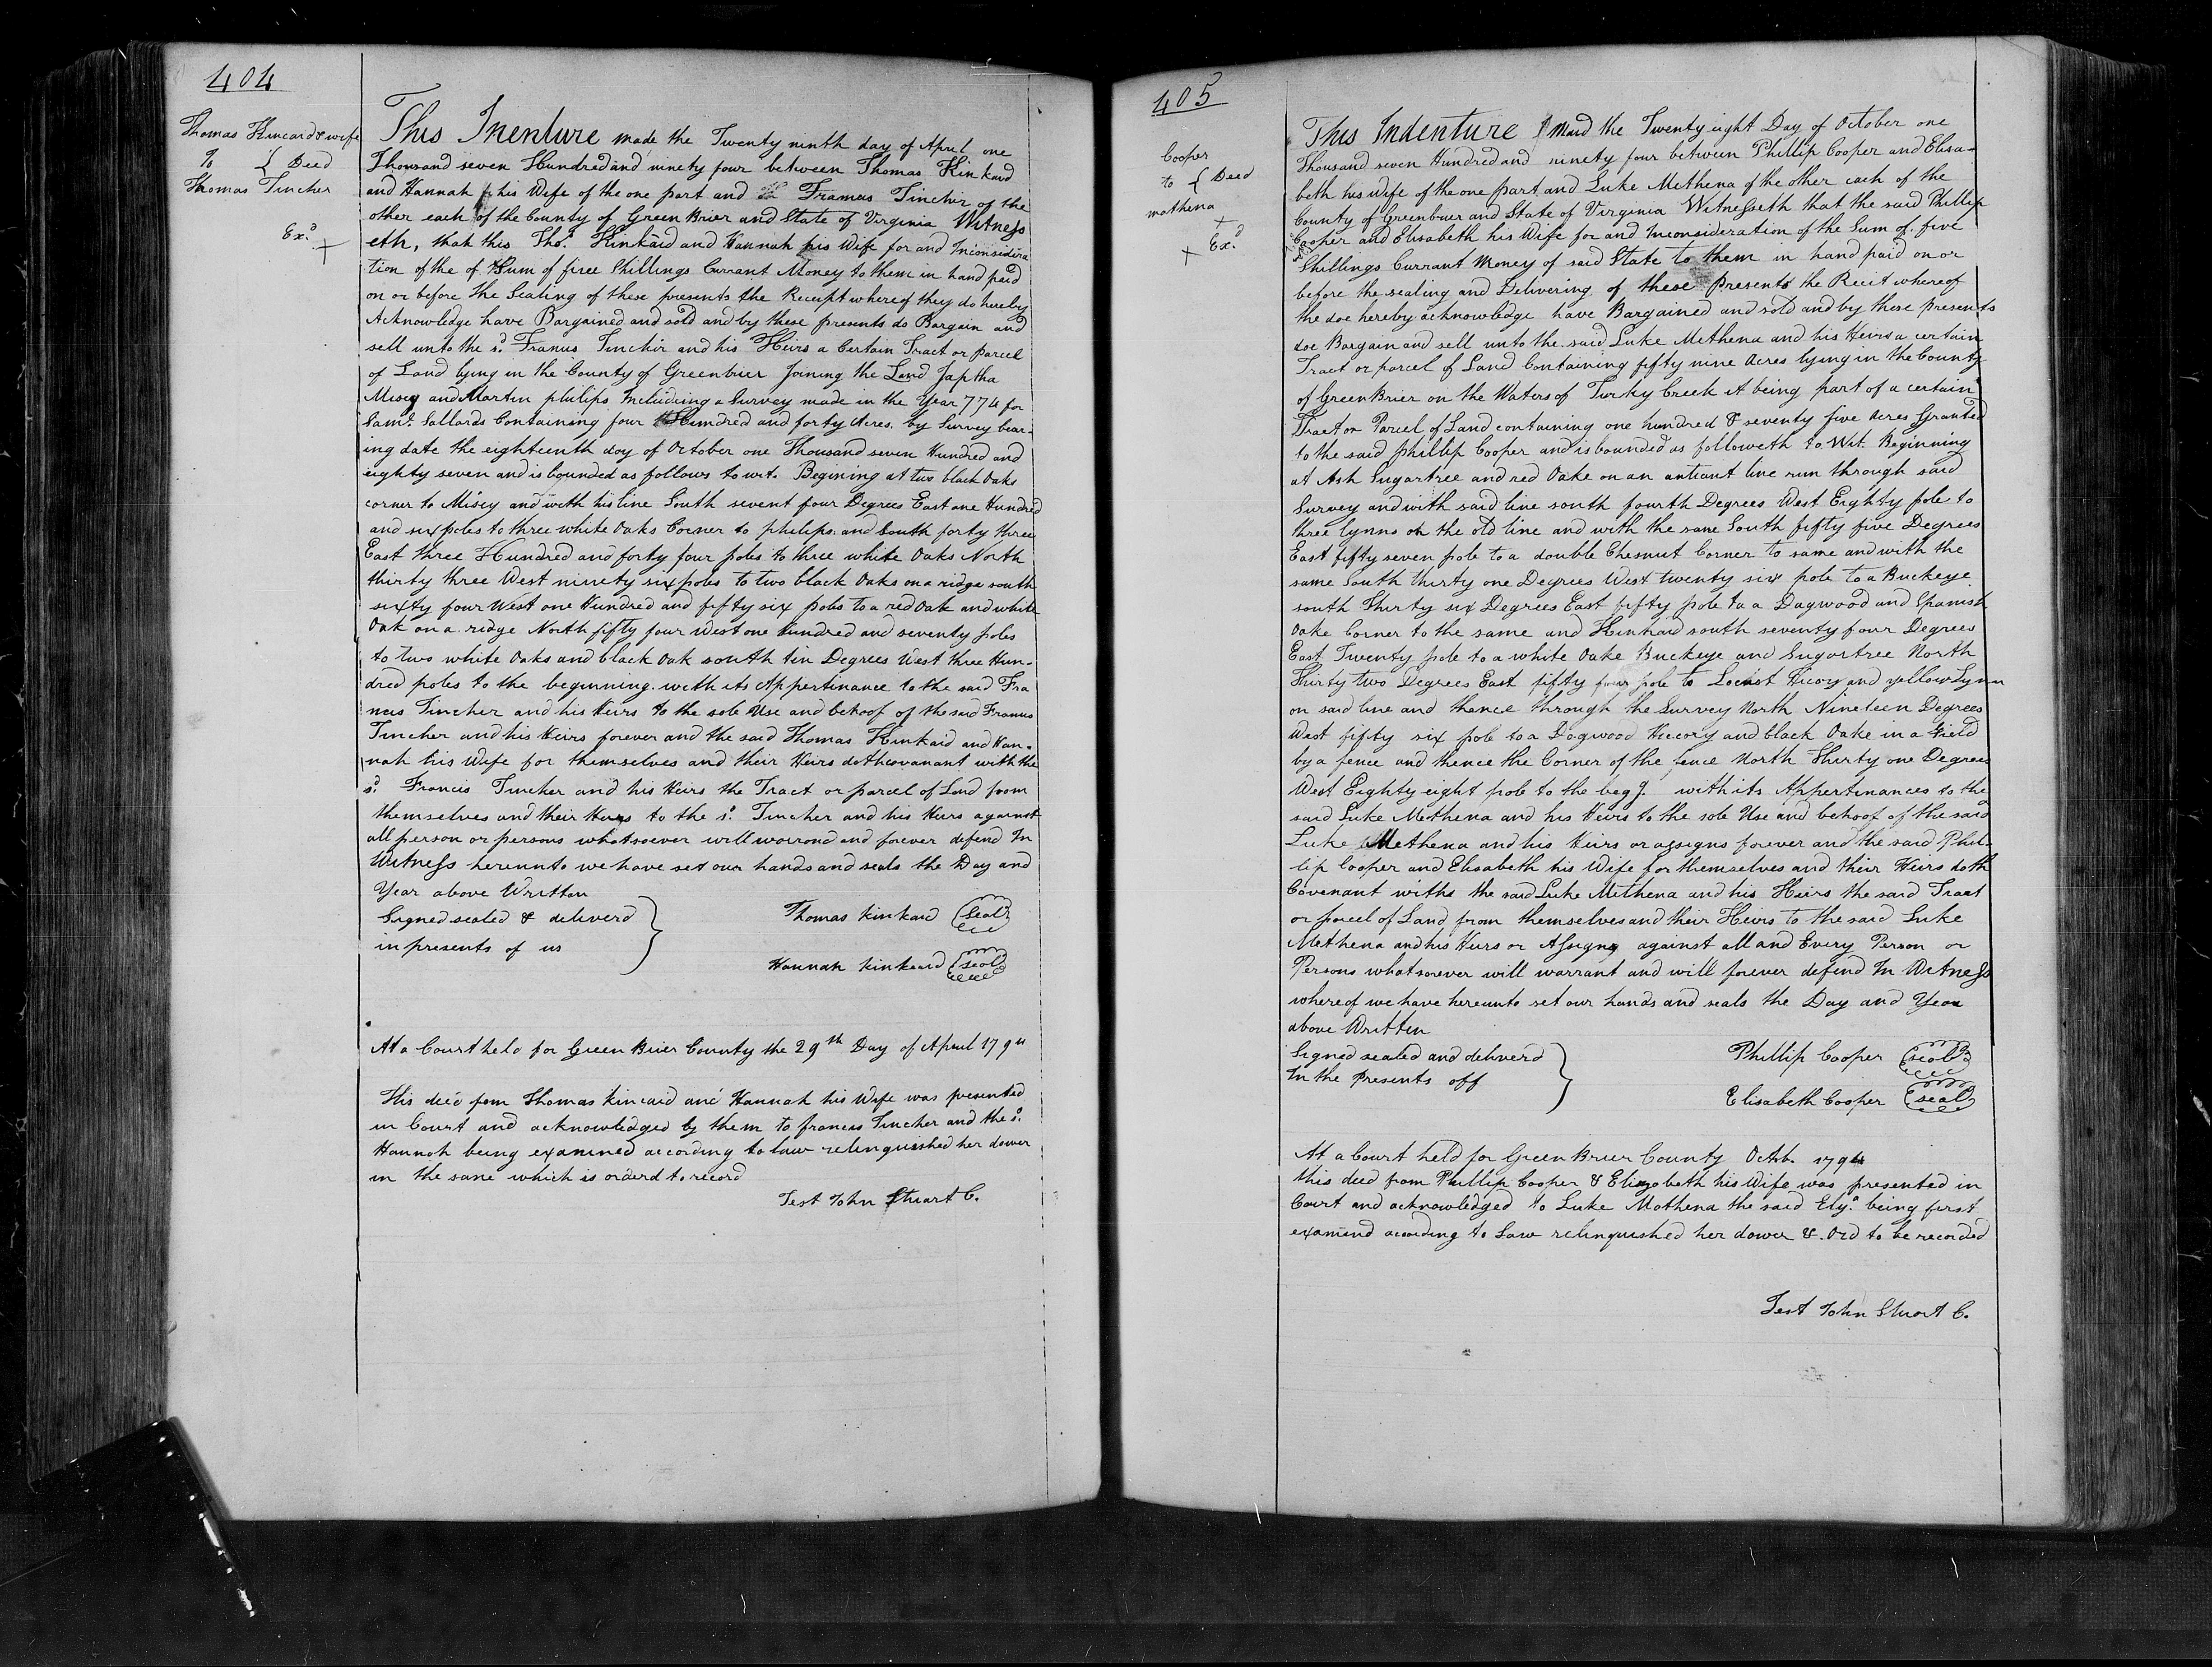 404
Thomas Kincaid & wife
To } Deed
Thomas Tincher
Ex.d
+
This Inenture made the Twenty ninth day of April one
Thousand seven Hundred and ninety four between Thomas Kinkaid
and Hannah his Wife of the one part and Framus Tinchir of the
other each of the County of Green Brier and State of Virginia Witness
eth, that this Tho.s Kinkaid and Hannah his Wife for and Inconsidira
tion of the of Sum of five Shillings Currant Money to them in hand paid
on or before the Sealing of these presents the Receipt whereof they do hereby
Acknowledge have Bargained and sold and by these presents do Bargain and
sell unto the s.d Franus Tinchir and his Heirs a Certain Tract or parcel
of Land lying in the County of Greenbrier Joining the Land Japtha
Misey and Martin philips Including a Survey made in the Year 774 for
Sam.l Sallards Containing four Hundred and forty Acres. by Survey bear-
ing date the eighteenth day of October one Thousand seven Hundred and
eighty seven and is bounded as follows to wit. Begining at two black Oaks
corner to Misey and with his line South sevent four Degrees East one Hundred
and six poles to three white Oaks Corner to philips. and South forty three
East three Hundred and forty four poles to three white Oaks North
thirty three West ninety six poles to two black Oaks on a ridge south
sixty four West one Hundred and fifty six poles to a red Oak and white
Oak on a ridge North fifty four West one hundred and seventy poles
to two white Oaks and black Oak south tin Degrees West three Hun-
dred poles to the beginning. with its Appertinance to the said Fra
ncis Tincher and his Heirs to the sole Use and behoof of the said Franus
Tincher and his Heirs forever and the said Thomas Kinkaid and Han-
nah his Wife for themselves and their Heirs doth covanant with the
s.d Francis Tincher and his Heirs the Tract or parcel of Land from
themselves and their Heirs to the s.d Tincher and his Heirs against
all person or persons whatsoever will warrond and forever defend In
Witness hereunto we have set our hands and seals the Day and
Year above Written
Signed sealed & deliverd
in presents of us
Thomas Kinkaid Seal
Hannah Kinkaid seal
At a Court held for Green Brier County the 29th Day of April 1794
This deed fom Thomas Kincaid and Hannah his Wife was presented
in Court and acknowledged by them to francis Tincher and the s.d
Hannah being examined according to law relinquished her dower
in the same which is orderd to record
Test John Stuart C.
405
Cooper
to { Deed
mathena
+
+ Ex.d
This Indenture Maid the Twenty eight Day of October one
Thousand seven Hundred and ninety four between Phillip Cooper and Elisa-
beth his wife of the one part and Luke Methena of the other each of the
County of Greenbrier and State of Virginia Witnesseth that the said Phillip
Cooper and Elisabeth his Wife for and Inconsideration of the Sum of five
Shillings Currant Money of said State to them in hand paid on or
before the sealing and Delivering of these Presents the Recit whereof
the doe hereby acknowledge have Bargained and sold and by these presents
doe Bargain and sell unto the said Luke Methena and his Heirs a certain
Tract or parcel of Land Containing fifty nine Acres lying in the County
of Green Brier on the Waters of Turky Creek it being part of a certain
Tract or Parcel of Land containing one hundred & seventy five Acres Granted
to the said phillip Cooper and is bounded as followeth to. Wit. Beginning
at Ash Sugartree and red Oake on an antiant line run through said
Survey and with said line south fourth Degrees West Eighty pole to
three lynns on the old line and with the same South fifty five Degrees
East fifty seven pole to a double Chesnut Corner to same and with the
same South thirty one Degrees West twenty six pole to a Buckeye
south Thirty six Degrees East fifty pole to a Dogwood and Spanish
Oake Corner to the same and Kinkaid south seventy four Degrees
East Twenty pole to a white Oake Buckeye and Sugartree North
Thirty two Degrees East fifty four pole to Locust Hicory and yellow Lynn
on said line and thence through the Survey North Nineteen Degrees
West fifty six pole to a Dogwood Hiccory and black Oake in a Field
by a fence and thence the Corner of the fence North Thirty one Degrees
West Eighty eight pole to the begg. with its Appertinances to the
said Luke Methena and his Heirs to the sole Use and behoof of the said
Luke Methena and his Heirs or assigns forever and the said Phil-
lip Cooper and Elisabeth his Wife for themselves and their Heirs doth
Covenant withs the said Luke Methena and his Heirs the said Tract
or parcel of Land from themselves and their Heirs to the said Luke
Methena and his Heirs or Assigns against all and Every Person or
Persons whatsoever will warrant and will forever defend In Witness
whereof we have hereunto set our hands and seals the Day and Year
above Written
Signed sealed and deliverd
In the Presents off
Phillip Cooper seal
Elisabeth Cooper seal
At a Court held for Green Brier County Octb. 1794
this deed from Phillip Cooper & Elizabeth his Wife was presented in
Court and acknowledged to Luke Mathena the said Elz.a being first
examend according to Law relinquished her dower & Ord to be recorded
Test John Stuart C.